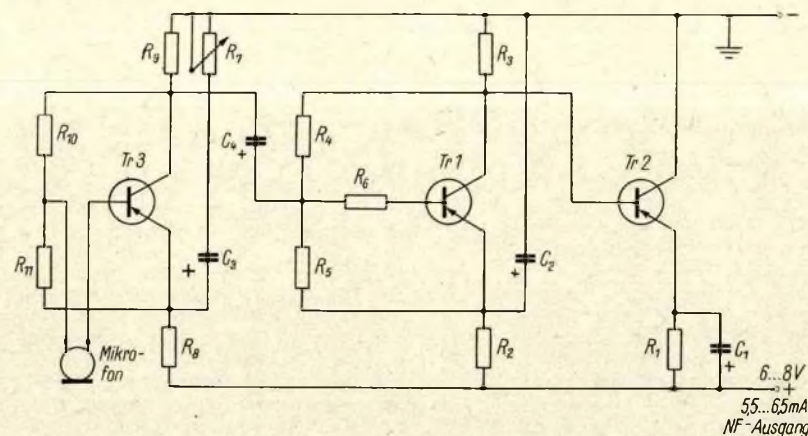 R9
R7
R3
−
R10
C4
+
R4
Tr 3
R6
Tr 1
Tr 2
R11
+
C3
R5
+
C2
Mikro-
fon
R8
R2
R1
C1
+
6...8V
+
5,5...6,5mA
NF-Ausgang